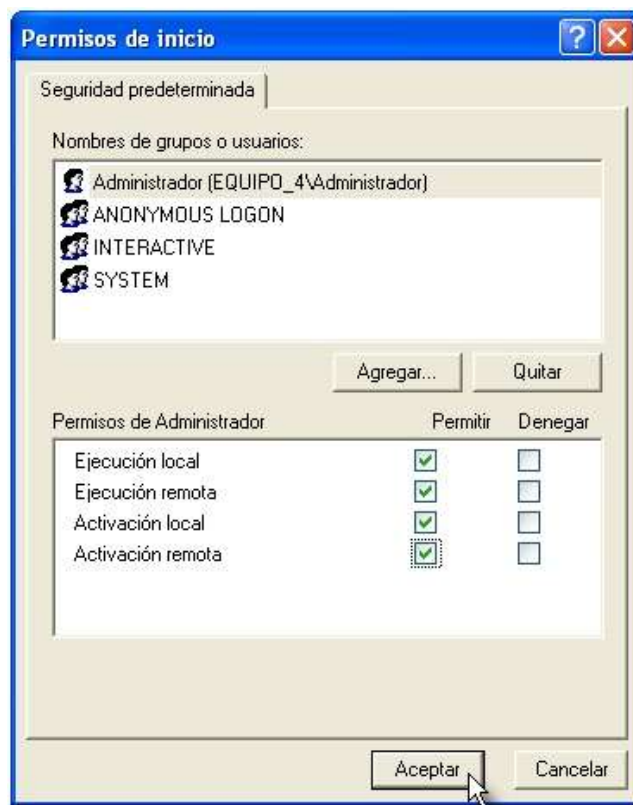 Permisos de inicio
Seguridad predeterminada
Nombres de grupos o usuarios:
Administrador (EQUIPO_4\Administrador)
ANONYMOUS LOGON
INTERACTIVE
SYSTEM
Agregar... Quitar
Permisos de Administrador Permitir Denegar
Ejecución local
Ejecución remota
Activación local
Activación remota
Aceptar Cancelar